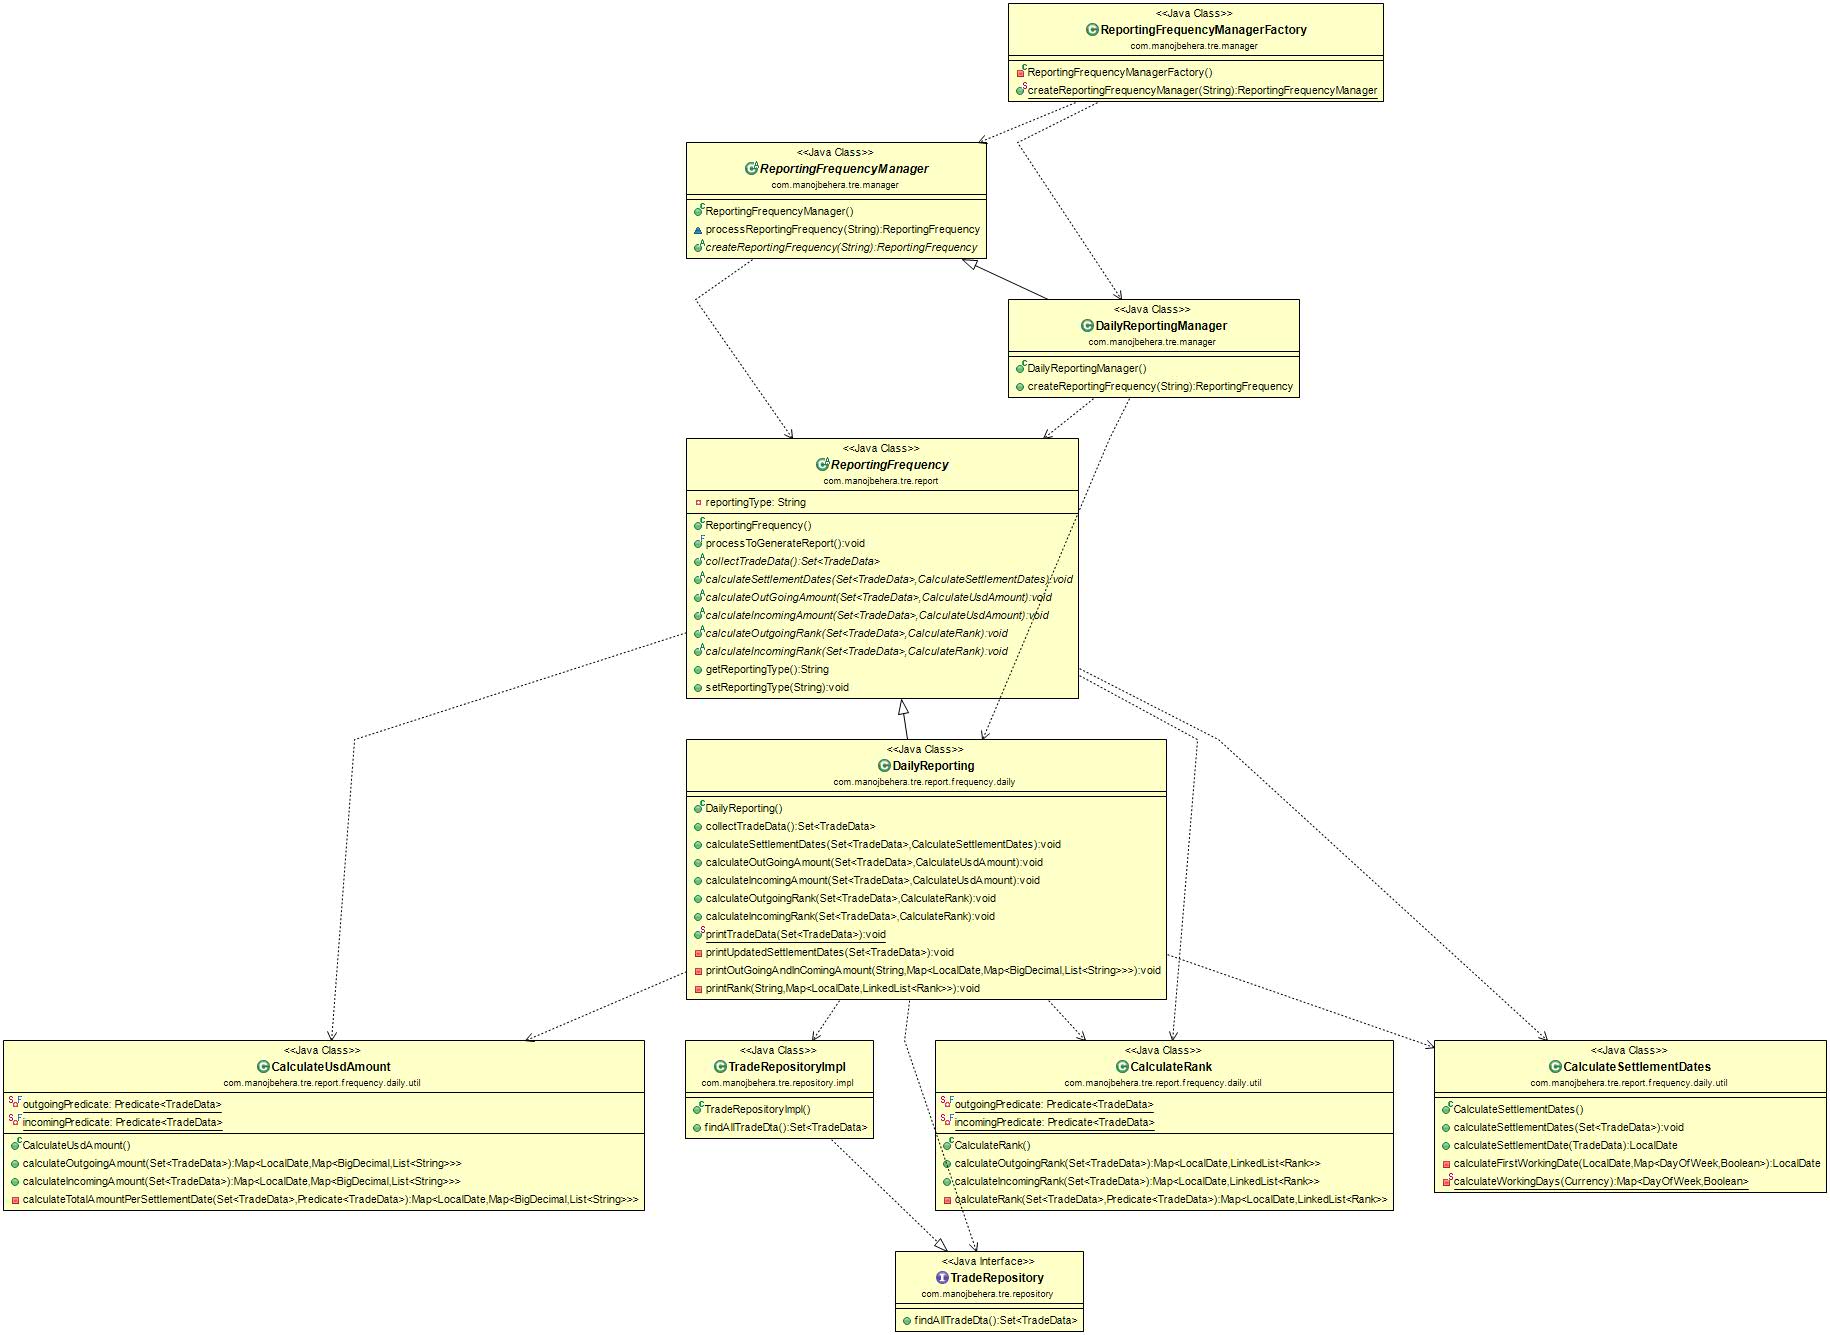 <<Java Class>>
ReportingFrequencyManagerFactory
com.manojbehera.tre.manager
ReportingFrequencyManagerFactory()
createReportingFrequencyManager(String):ReportingFrequencyManager
<<Java Class>>
ReportingFrequencyManager
com.manojbehera.tre.manager
ReportingFrequencyManager()
processReportingFrequency(String):ReportingFrequency
createReportingFrequency(String):ReportingFrequency
<<Java Class>>
DailyReportingManager
com.manojbehera.tre.manager
DailyReportingManager()
createReportingFrequency(String):ReportingFrequency
<<Java Class>>
ReportingFrequency
com.manojbehera.tre.report
reportingType: String
ReportingFrequency()
processToGenerateReport():void
collectTradeData():Set<TradeData>
calculateSettlementDates(Set<TradeData>,CalculateSettlementDates):void
calculateOutGoingAmount(Set<TradeData>,CalculateUsdAmount):void
calculateIncomingAmount(Set<TradeData>,CalculateUsdAmount):void
calculateOutgoingRank(Set<TradeData>,CalculateRank):void
calculateIncomingRank(Set<TradeData>,CalculateRank):void
getReportingType():String
setReportingType(String):void
<<Java Class>>
DailyReporting
com.manojbehera.tre.report.frequency.daily
DailyReporting()
collectTradeData():Set<TradeData>
calculateSettlementDates(Set<TradeData>,CalculateSettlementDates):void
calculateOutGoingAmount(Set<TradeData>,CalculateUsdAmount):void
calculateIncomingAmount(Set<TradeData>,CalculateUsdAmount):void
calculateOutgoingRank(Set<TradeData>,CalculateRank):void
calculateIncomingRank(Set<TradeData>,CalculateRank):void
printTradeData(Set<TradeData>):void
printUpdatedSettlementDates(Set<TradeData>):void
printOutGoingAndInComingAmount(String,Map<LocalDate,Map<BigDecimal,List<String>>>):void
printRank(String,Map<LocalDate,LinkedList<Rank>>):void
<<Java Class>>
CalculateUsdAmount
com.manojbehera.tre.report.frequency.daily.util
outgoingPredicate: Predicate<TradeData>
incomingPredicate: Predicate<TradeData>
CalculateUsdAmount()
calculateOutgoingAmount(Set<TradeData>):Map<LocalDate,Map<BigDecimal,List<String>>>
calculateIncomingAmount(Set<TradeData>):Map<LocalDate,Map<BigDecimal,List<String>>>
calculateTotalAmountPerSettlementDate(Set<TradeData>,Predicate<TradeData>):Map<LocalDate,Map<BigDecimal,List<String>>>
<<Java Class>>
TradeRepositoryImpl
com.manojbehera.tre.repository.impl
TradeRepositoryImpl()
findAllTradeDta():Set<TradeData>
<<Java Class>>
CalculateRank
com.manojbehera.tre.report.frequency.daily.util
outgoingPredicate: Predicate<TradeData>
incomingPredicate: Predicate<TradeData>
CalculateRank()
calculateOutgoingRank(Set<TradeData>):Map<LocalDate,LinkedList<Rank>>
calculateIncomingRank(Set<TradeData>):Map<LocalDate,LinkedList<Rank>>
calculateRank(Set<TradeData>,Predicate<TradeData>):Map<LocalDate,LinkedList<Rank>>
<<Java Class>>
CalculateSettlementDates
com.manojbehera.tre.report.frequency.daily.util
CalculateSettlementDates()
calculateSettlementDates(Set<TradeData>):void
calculateSettlementDate(TradeData):LocalDate
calculateFirstWorkingDate(LocalDate,Map<DayOfWeek,Boolean>):LocalDate
calculateWorkingDays(Currency):Map<DayOfWeek,Boolean>
<<Java Interface>>
TradeRepository
com.manojbehera.tre.repository
findAllTradeDta():Set<TradeData>